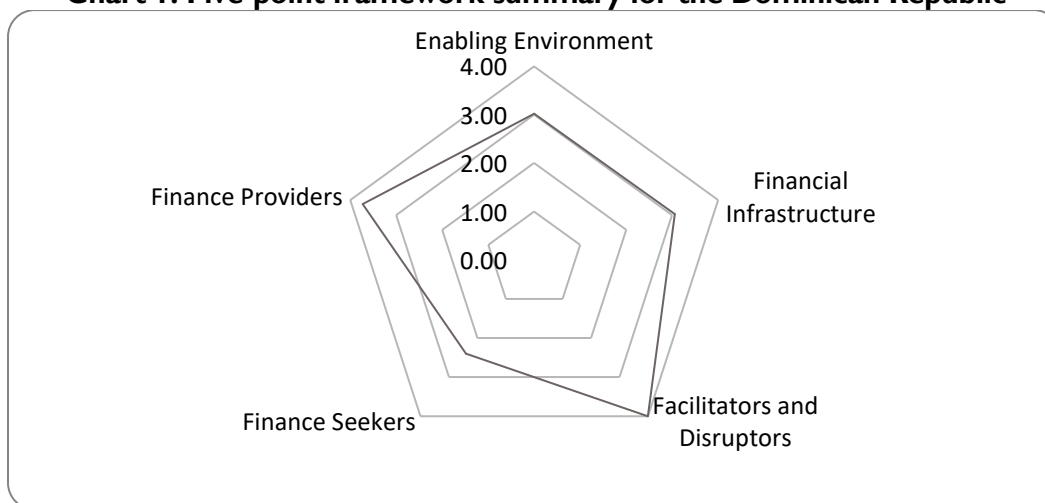 Chart 1. Five-point framework summary for the Dominican Republic
Enabling Environment
4.00
3.00
2.00
1.00
0.00
Financial
Infrastructure
Facilitators and
Disruptors
Finance Seekers
Finance Providers